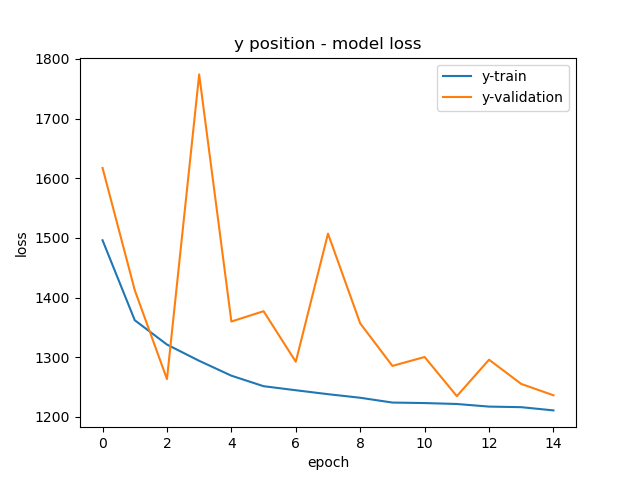 y position - model loss
y-train
y-validation
loss
1800
1700
1600
1500
1400
1300
1200
0 2 4 6 8 10 12 14
epoch